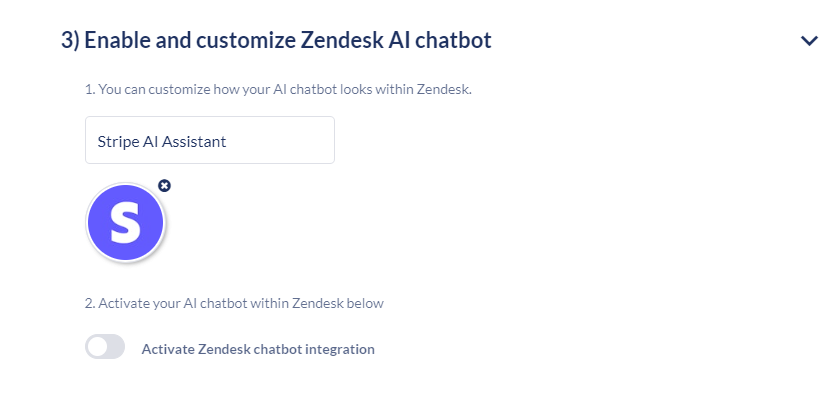 3) Enable and customize Zendesk AI chatbot
1. You can customize how your AI chatbot looks within Zendesk.
Stripe AI Assistant
S
2. Activate your AI chatbot within Zendesk below
Activate Zendesk chatbot integration